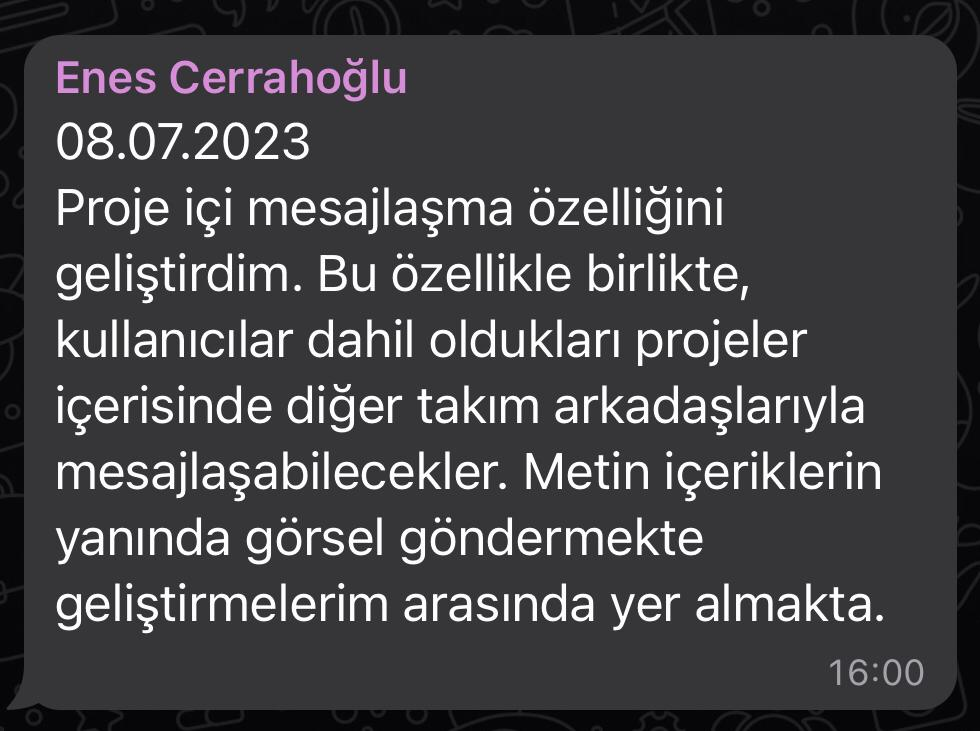 Enes Cerrahoğlu
08.07.2023
Proje içi mesajlaşma özelliğini
geliştirdim. Bu özellikle birlikte,
kullanıcılar dahil oldukları projeler
içerisinde diğer takım arkadaşlarıyla
mesajlaşabilecekler. Metin içeriklerin
yanında görsel göndermekte
geliştirmelerim arasında yer almakta.
16:00